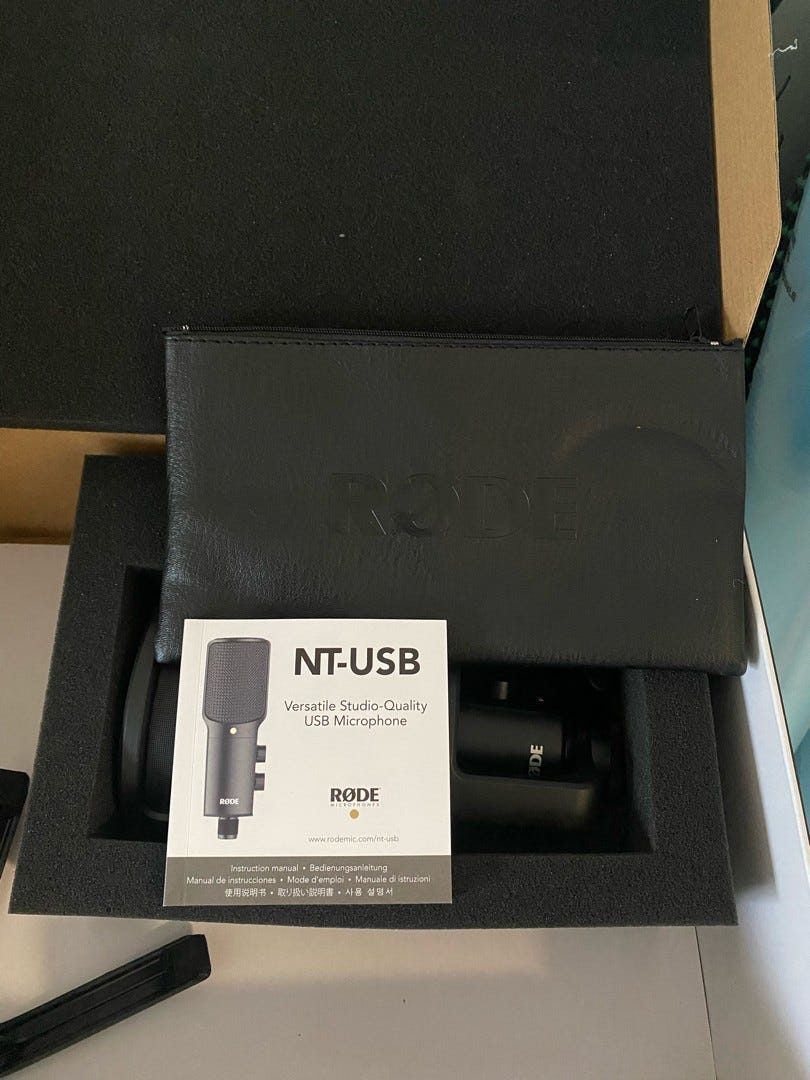 RØDE
NT-USB
Versatile Studio-Quality
USB Microphone
RØDE
RØDE
MICROPHONES
www.rodemic.com/nt-usb
Instruction manual • Bedienungsanleitung
Manual de instrucciones • Mode d'emploi • Manuale di istruzioni
使用说明书 • 取り扱い説明書 • 사용 설명서
RØDE